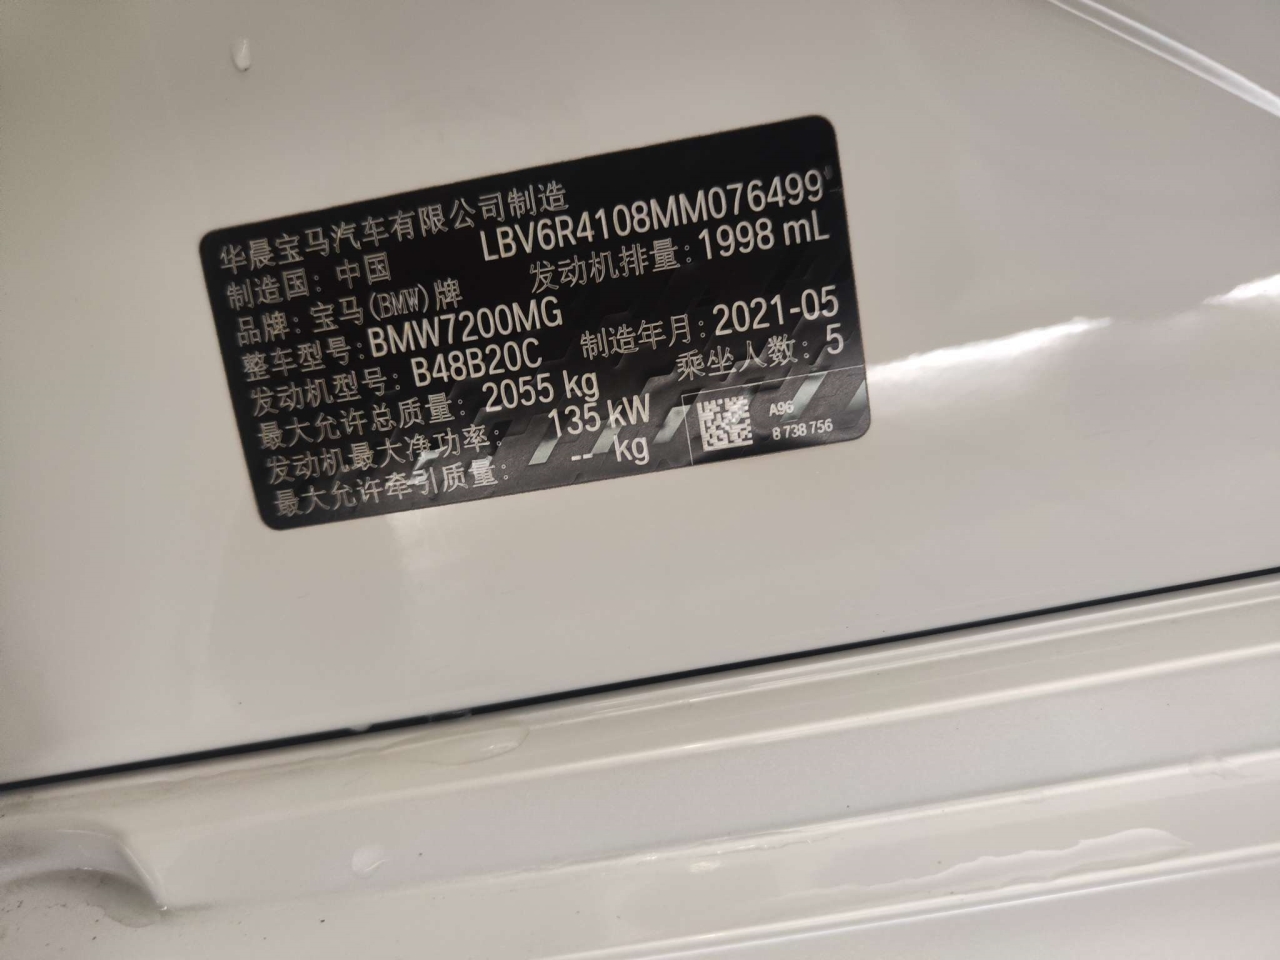 华晨宝马汽车有限公司制造
制造国：中国 LBV6R4108MM076499
品牌：宝马(BMW)牌 发动机排量：1998 mL
整车型号：BMW7200MG
发动机型号：B48B20C 制造年月：2021-05
最大允许总质量：2055 kg 乘坐人数：5
发动机最大净功率：135 kW
最大允许牵引质量：-- kg
A96
8 738 756